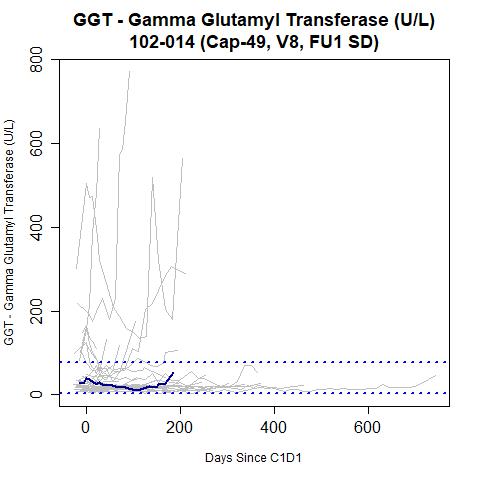 GGT - Gamma Glutamyl Transferase (U/L)
102-014 (Cap-49, V8, FU1 SD)
GGT - Gamma Glutamyl Transferase (U/L)
800
600
400
200
0
0 200 400 600
Days Since C1D1